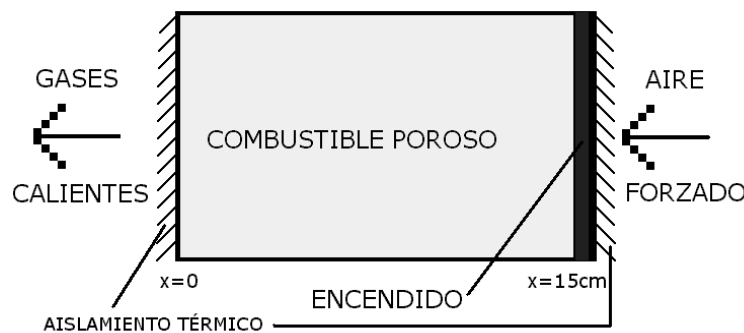 GASES
CALIENTES
COMBUSTIBLE POROSO
AIRE
FORZADO
x=0
x=15cm
ENCENDIDO
AISLAMIENTO TÉRMICO